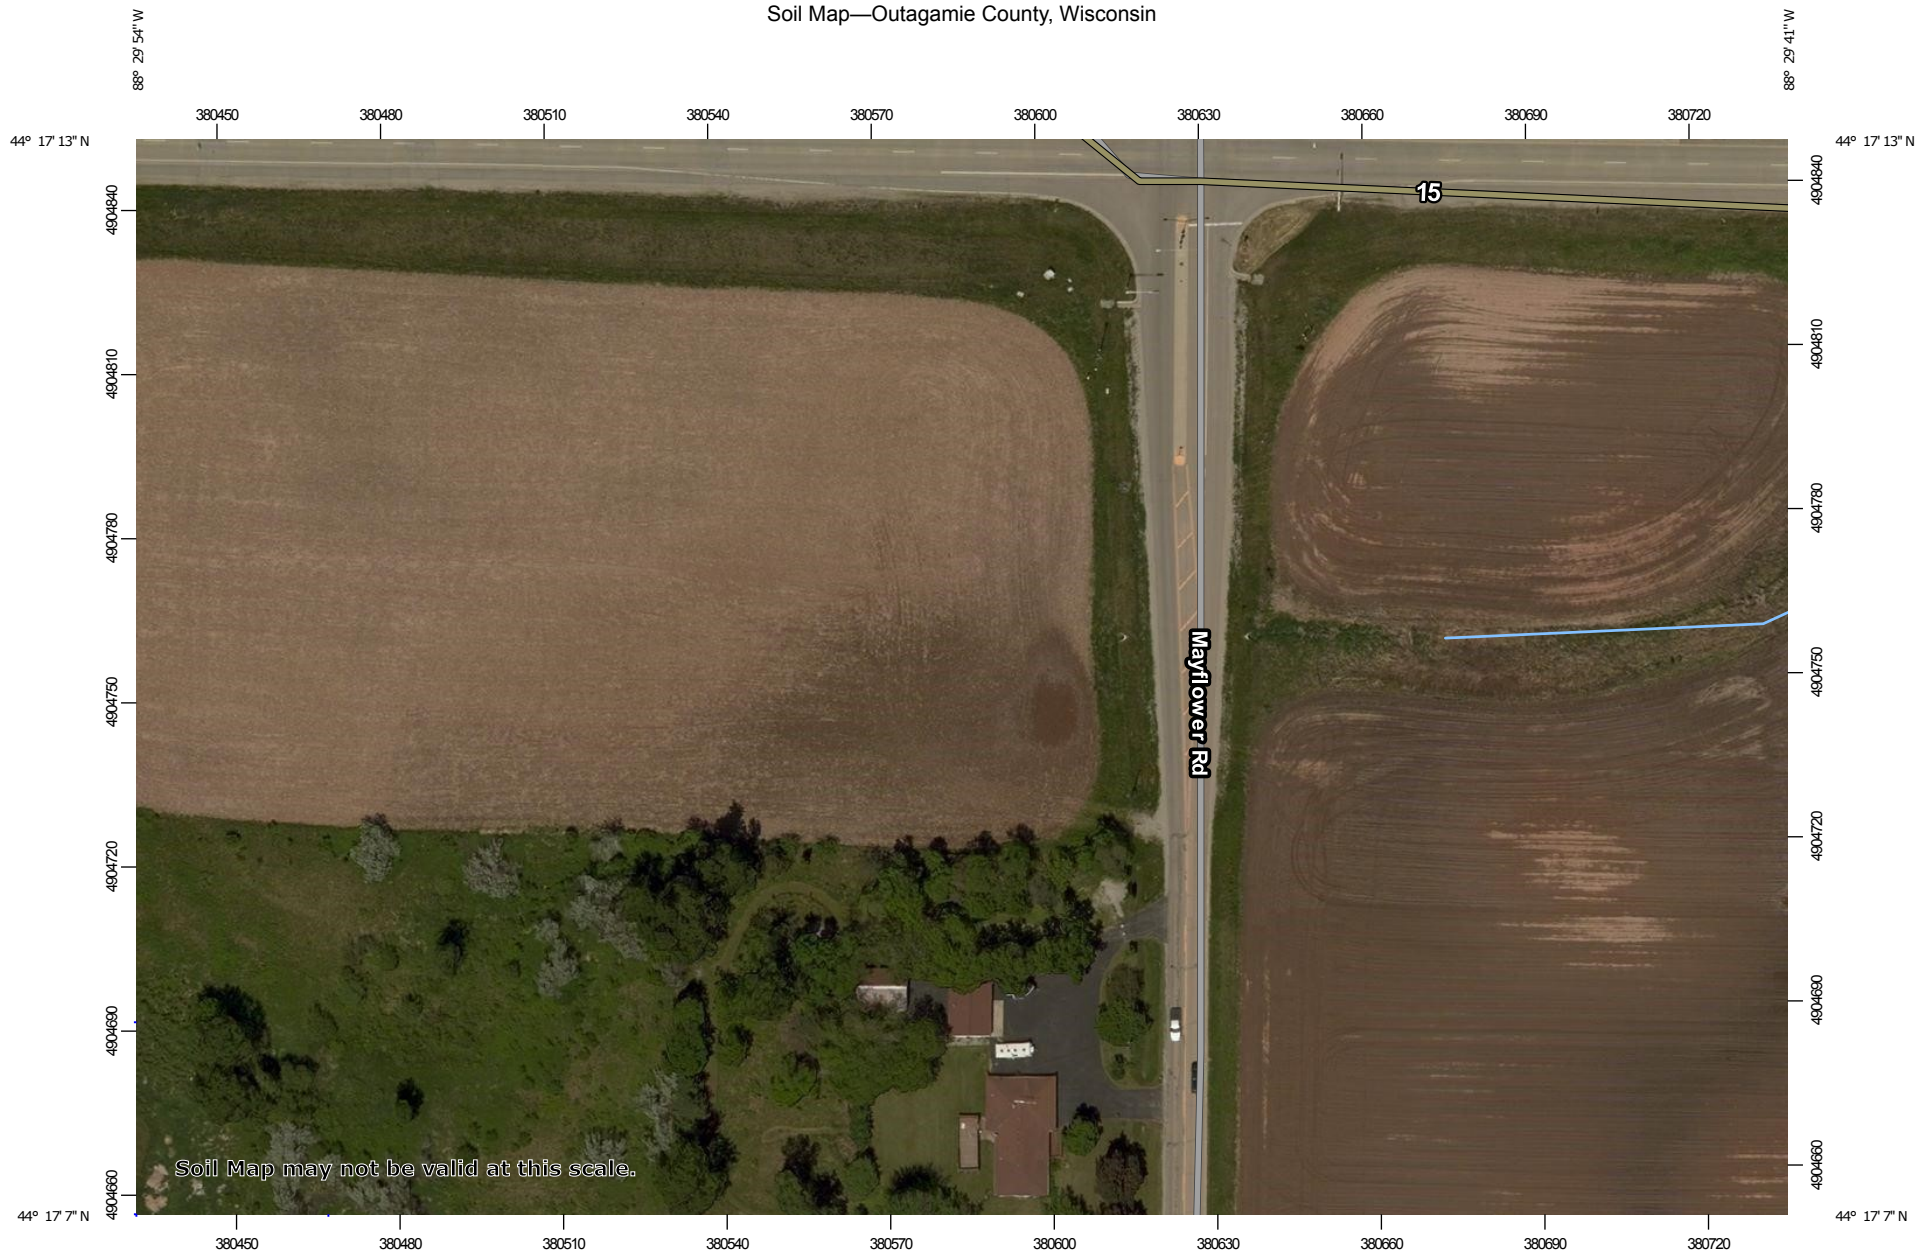 Soil Map—Outagamie County, Wisconsin
88° 29' 54'' W
88° 29' 41'' W
380450 380480 380510 380540 380570 380600 380630 380660 380690 380720
44° 17' 13'' N
44° 17' 13'' N
4904840
4904810
4904780
4904750
4904720
4904690
4904660
15
Mayflower Rd
4904840
4904810
4904780
4904750
4904720
4904690
4904660
Soil Map may not be valid at this scale.
44° 17' 7'' N
44° 17' 7'' N
380450 380480 380510 380540 380570 380600 380630 380660 380690 380720